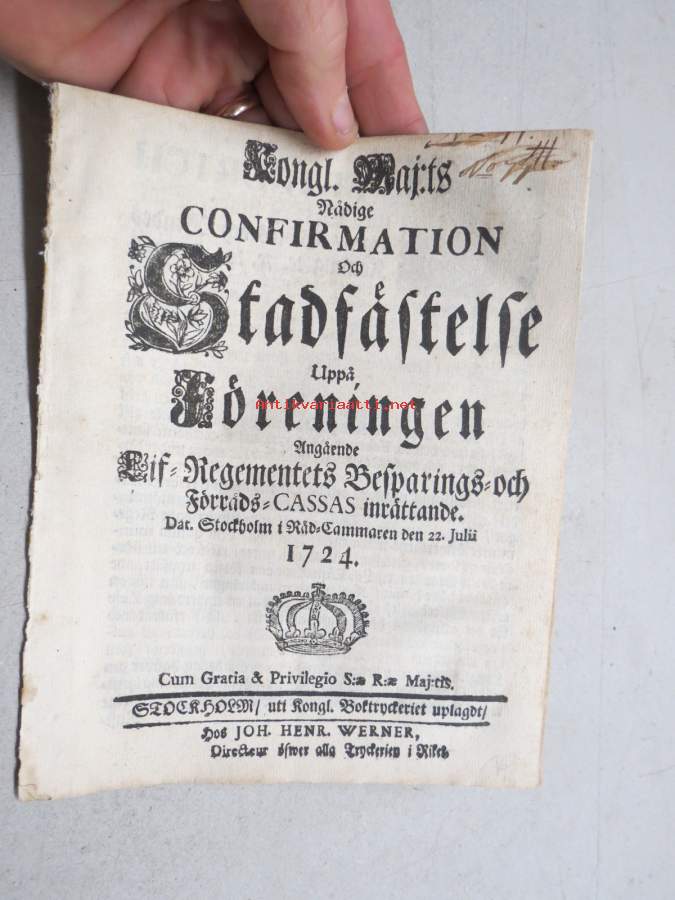 Kongl. Maj:ts
Nådige
CONFIRMATION
Och
Stadfästelse
Uppå
Föreningen
Antikvariaatti.net
Angående
Lif-Regementets Besparings-och
Förråds-CASSAS inrättande.
Dat. Stockholm i Råd-Cammaren den 22. Julii
1724.
Cum Gratia & Privilegio S:æ R:æ Maj:tis.
STOCKHOLM/ utt Kongl. Boktryckeriet uplagdt/
Hos JOH. HENR. WERNER,
Directeur öfwer alla Tryckerien i Riket.